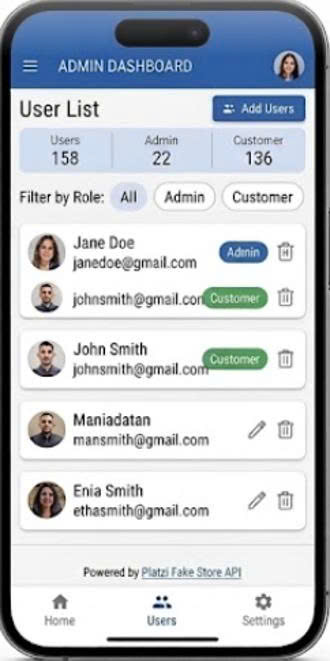 ADMIN DASHBOARD
User List
Add Users
Users Admin Customer
158 22 136
Filter by Role: All Admin Customer
Jane Doe
janedoe@gmail.com Admin
johnsmith@gmail.com Customer
John Smith
johnsmith@gmail.com Customer
Maniadatan
mansmith@gmail.com
Enia Smith
ethasmith@gmail.com
Powered by Platzi Fake Store API
Home Users Settings